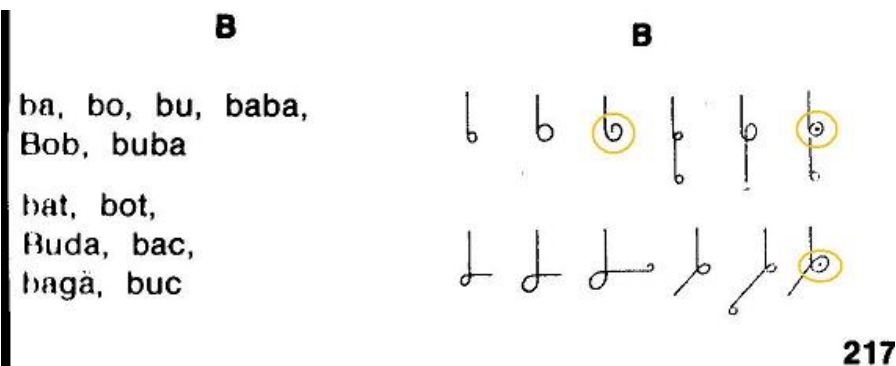 B
B
ba, bo, bu, baba,
Bob, buba
bat, bot,
Buda, bac,
bagă, buc
217